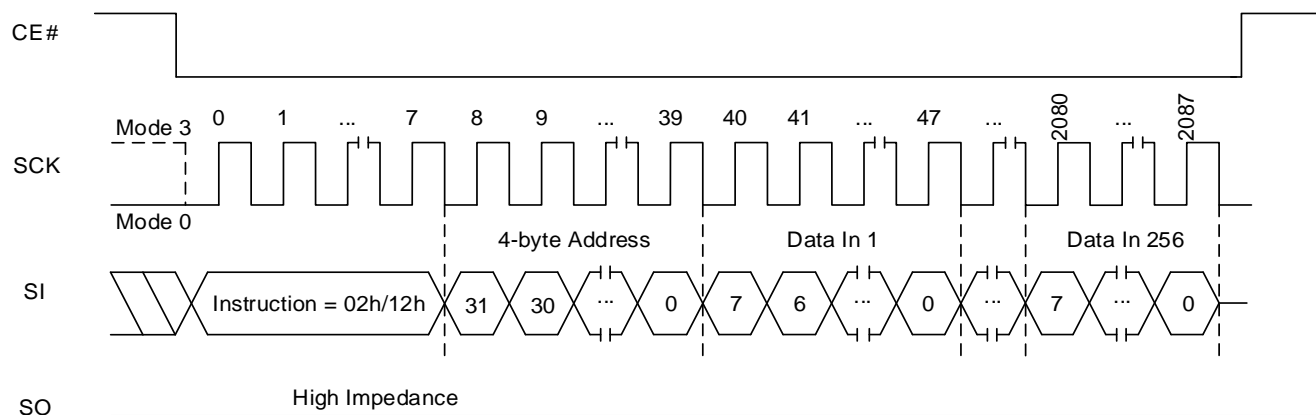 CE#
0 1 ... 7 8 9 ... 39 40 41 ... 47 ... 2080 ... 2087
Mode 3
SCK
Mode 0
4-byte Address Data In 1 Data In 256
SI Instruction = 02h/12h 31 30 ... 0 7 6 ... 0 ... 7 ... 0
High Impedance
SO